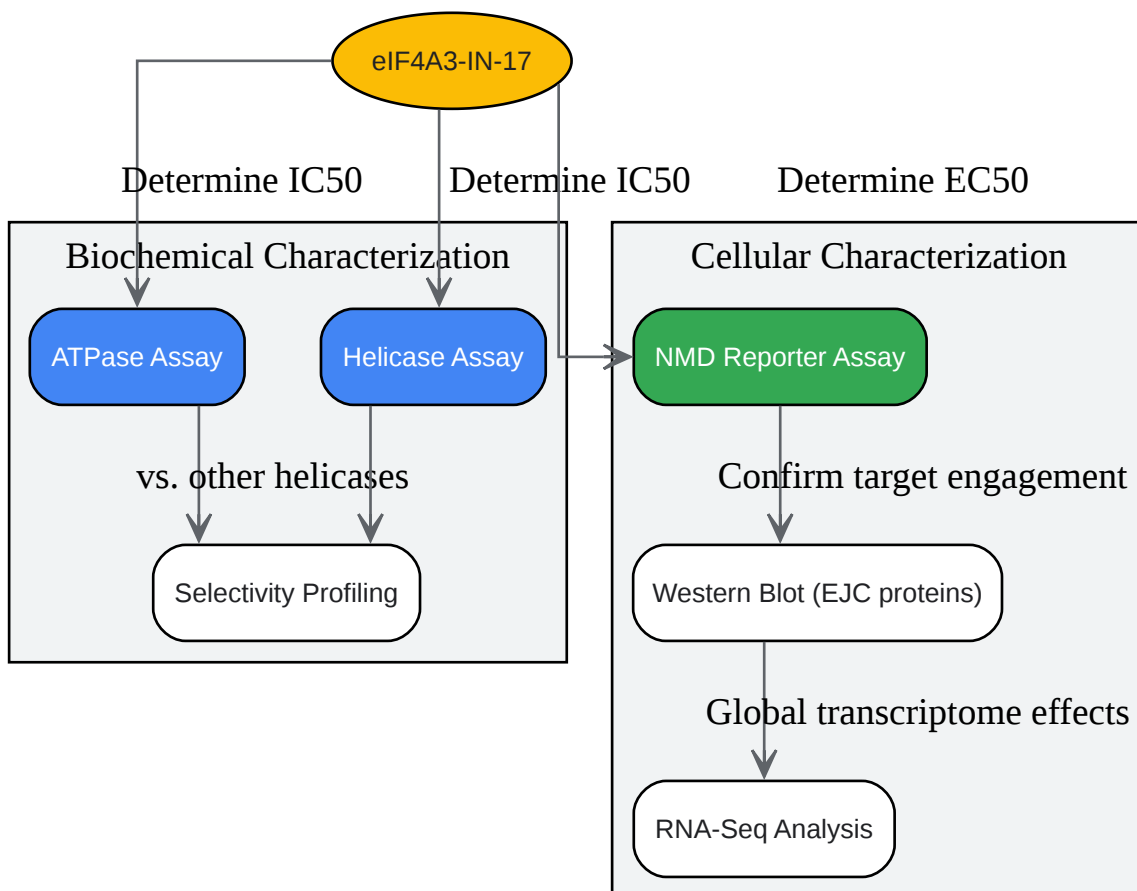 eIF4A3-IN-17
Determine IC50
Determine IC50
Determine EC50
Biochemical Characterization
Cellular Characterization
ATPase Assay
Helicase Assay
NMD Reporter Assay
vs. other helicases
Confirm target engagement
Selectivity Profiling
Western Blot (EJC proteins)
Global transcriptome effects
RNA-Seq Analysis